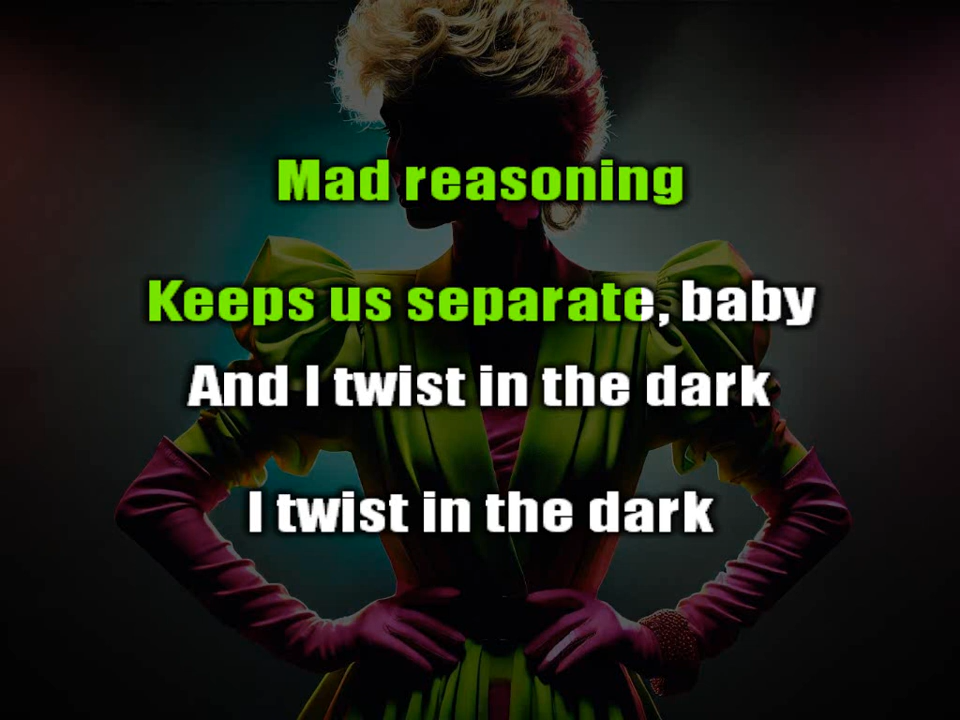 Mad reasoning
Keeps us separate, baby
And I twist in the dark
I twist in the dark